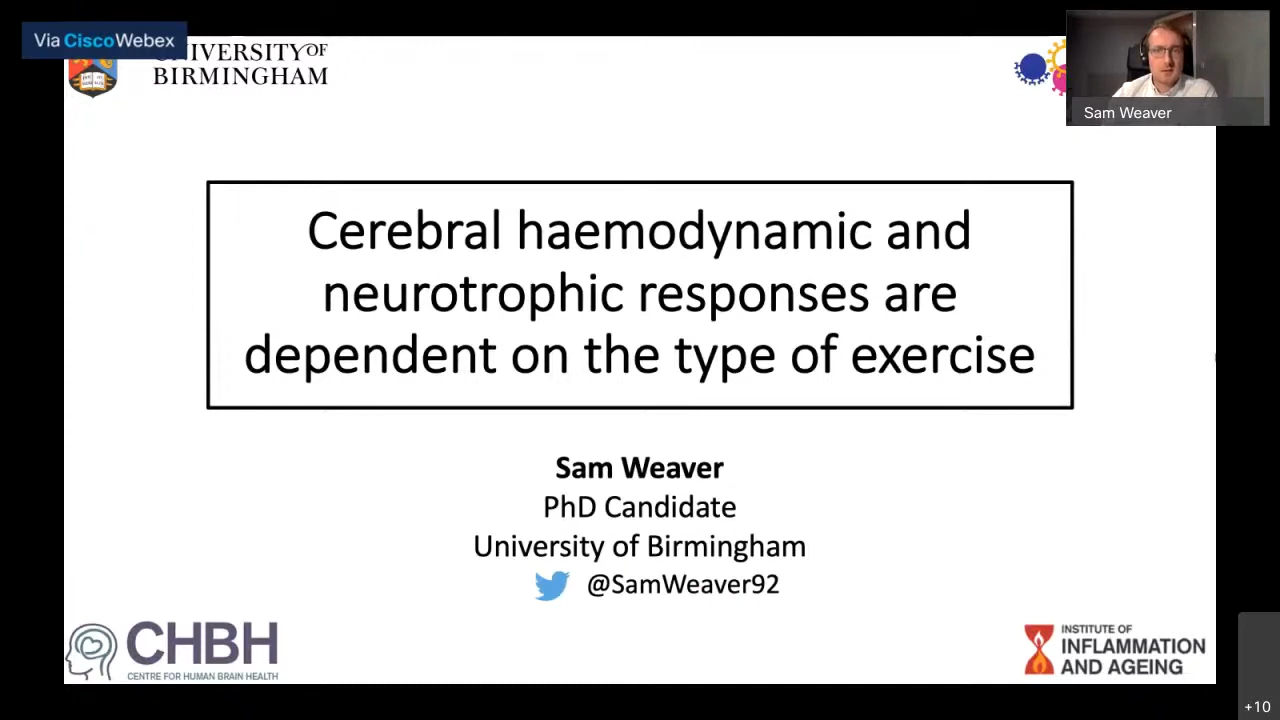 Via Cisco Webex
UNIVERSITY OF
BIRMINGHAM
Sam Weaver
Cerebral haemodynamic and
neurotrophic responses are
dependent on the type of exercise
Sam Weaver
PhD Candidate
University of Birmingham
@SamWeaver92
CHBH
CENTRE FOR HUMAN BRAIN HEALTH
INSTITUTE OF
INFLAMMATION
AND AGEING
+10